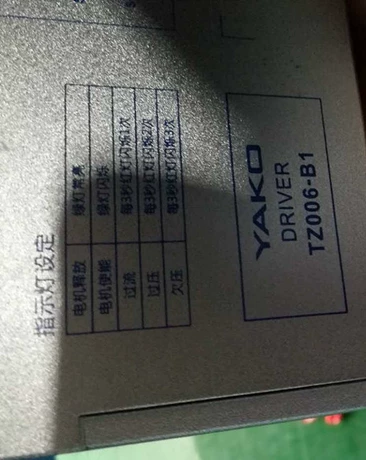 指示灯设定
电机释放 绿灯常亮
电机使能 绿灯闪烁
过流 每3秒红灯闪烁1次
过压 每3秒红灯闪烁2次
欠压 每3秒红灯闪烁3次
YAKO
DRIVER
TZ006-B1